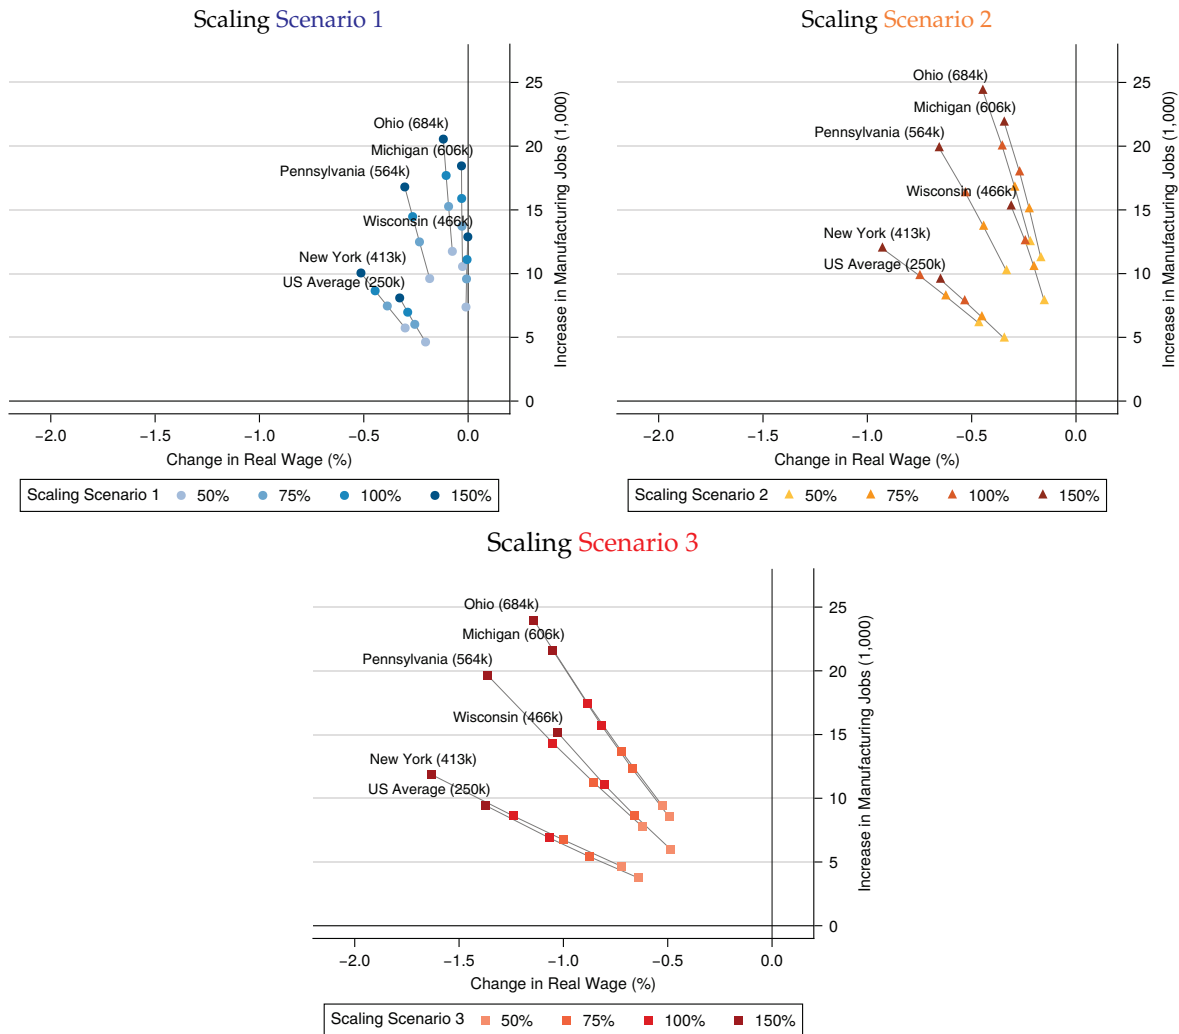 Scaling Scenario 1
Ohio (684k)
Michigan (606k)
Pennsylvania (564k)
Wisconsin (466k)
New York (413k)
US Average (250k)
25
20
15
10
5
0
Increase in Manufacturing Jobs (1,000)
−2.0 −1.5 −1.0 −0.5 0.0
Change in Real Wage (%)
Scaling Scenario 1 50% 75% 100% 150%
Scaling Scenario 2
Ohio (684k)
Michigan (606k)
Pennsylvania (564k)
Wisconsin (466k)
New York (413k)
US Average (250k)
25
20
15
10
5
0
Increase in Manufacturing Jobs (1,000)
−2.0 −1.5 −1.0 −0.5 0.0
Change in Real Wage (%)
Scaling Scenario 2 50% 75% 100% 150%
Scaling Scenario 3
Ohio (684k)
Michigan (606k)
Pennsylvania (564k)
Wisconsin (466k)
New York (413k)
US Average (250k)
25
20
15
10
5
0
Increase in Manufacturing Jobs (1,000)
−2.0 −1.5 −1.0 −0.5 0.0
Change in Real Wage (%)
Scaling Scenario 3 50% 75% 100% 150%